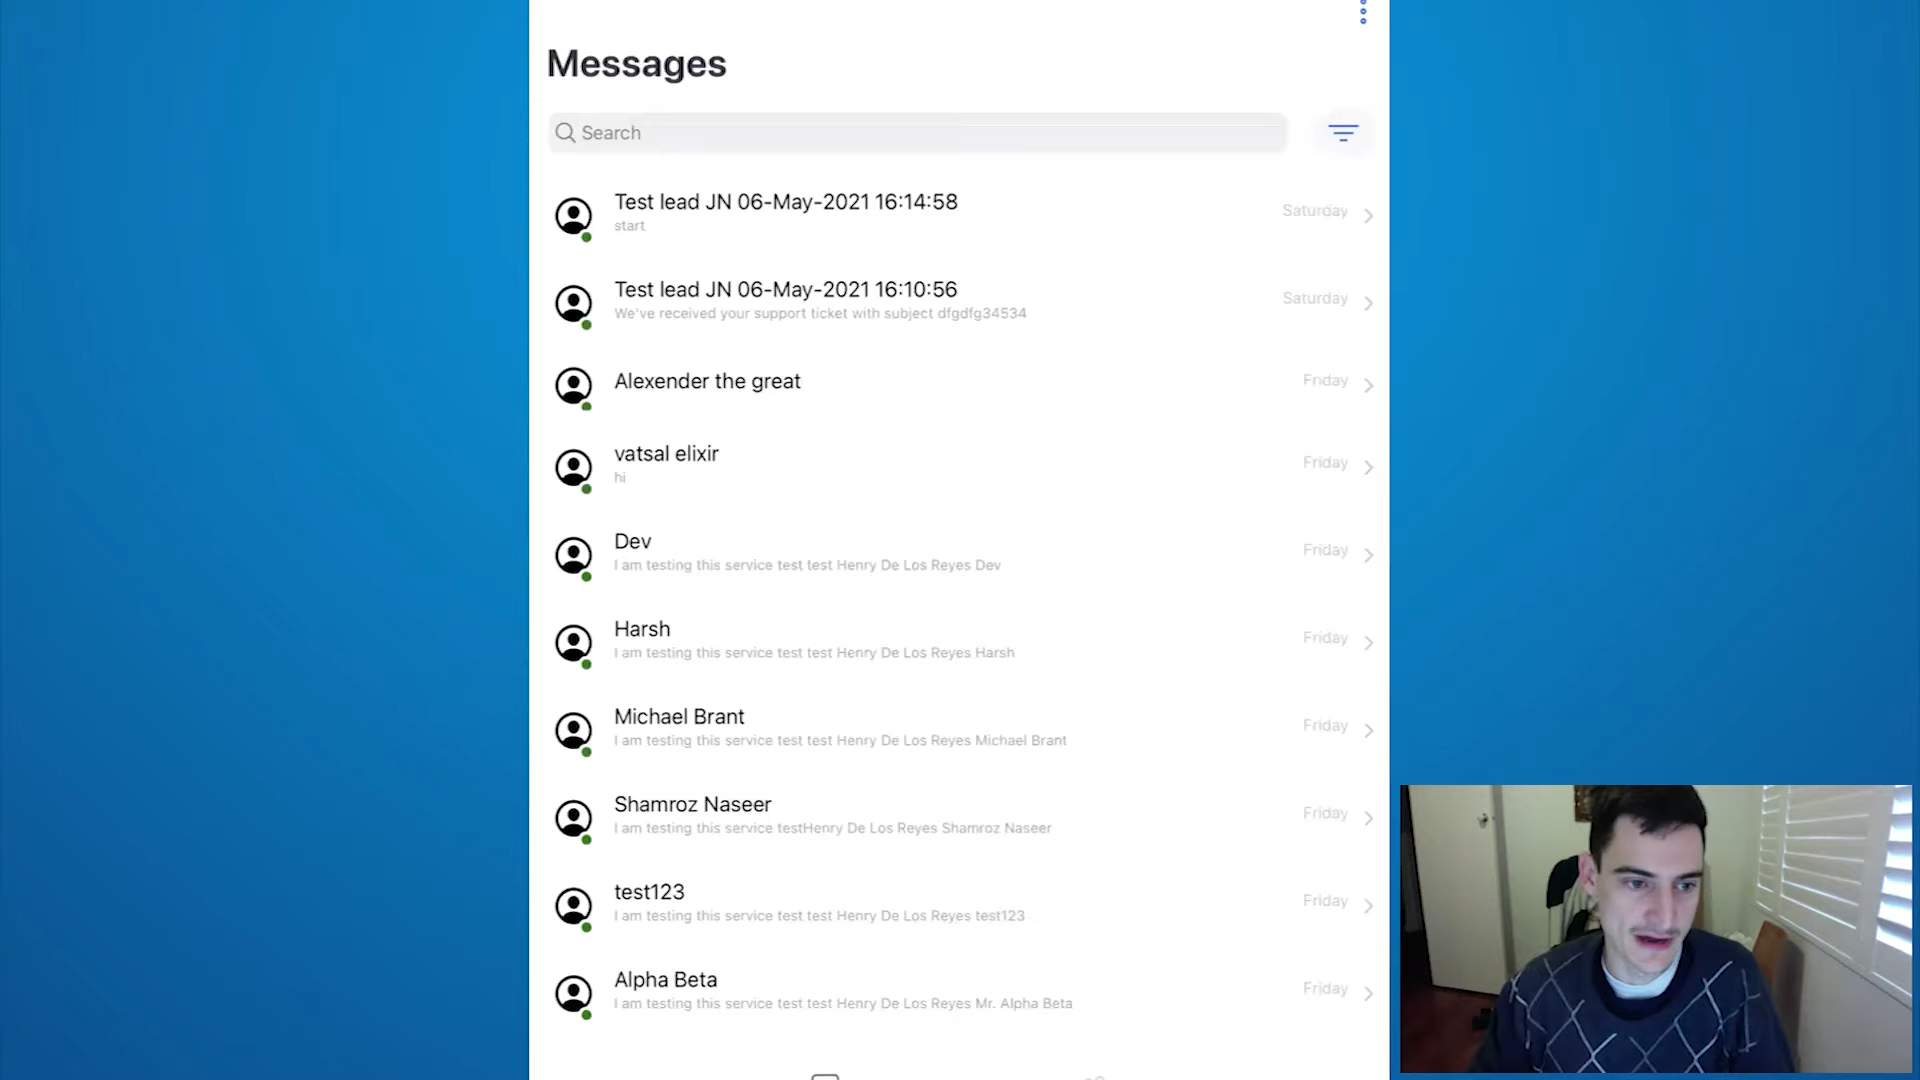 Messages
Search
Test lead JN 06-May-2021 16:14:58
Saturday
start
Test lead JN 06-May-2021 16:10:56
Saturday
We've received your support ticket with subject dfgdfg34534
Alexender the great
Friday
vatsal elixir
Friday
hi
Dev
Friday
I am testing this service test test Henry De Los Reyes Dev
Harsh
Friday
I am testing this service test test Henry De Los Reyes Harsh
Michael Brant
Friday
I am testing this service test test Henry De Los Reyes Michael Brant
Shamroz Naseer
Friday
I am testing this service testHenry De Los Reyes Shamroz Naseer
test123
Friday
I am testing this service test test Henry De Los Reyes test123
Alpha Beta
Friday
I am testing this service test test Henry De Los Reyes Mr. Alpha Beta